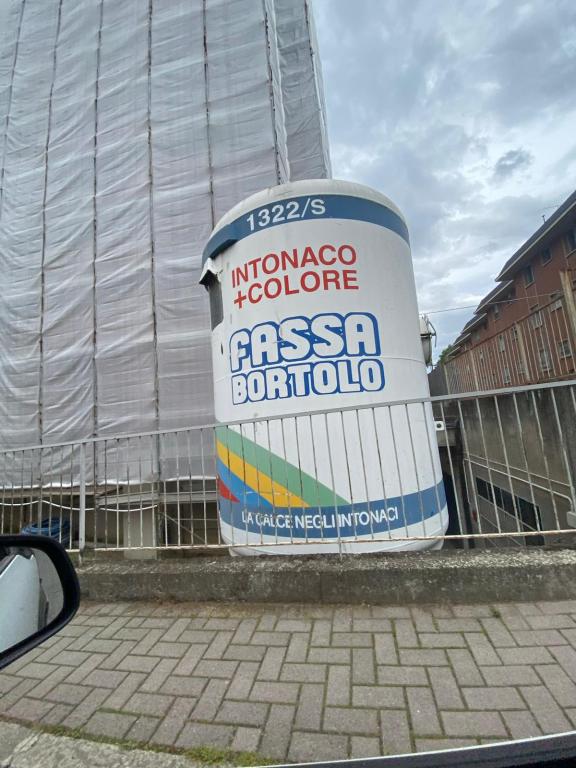 1322/S
INTONACO
+COLORE
FASSA
BORTOLO
LA CALCE NEGLI INTONACI